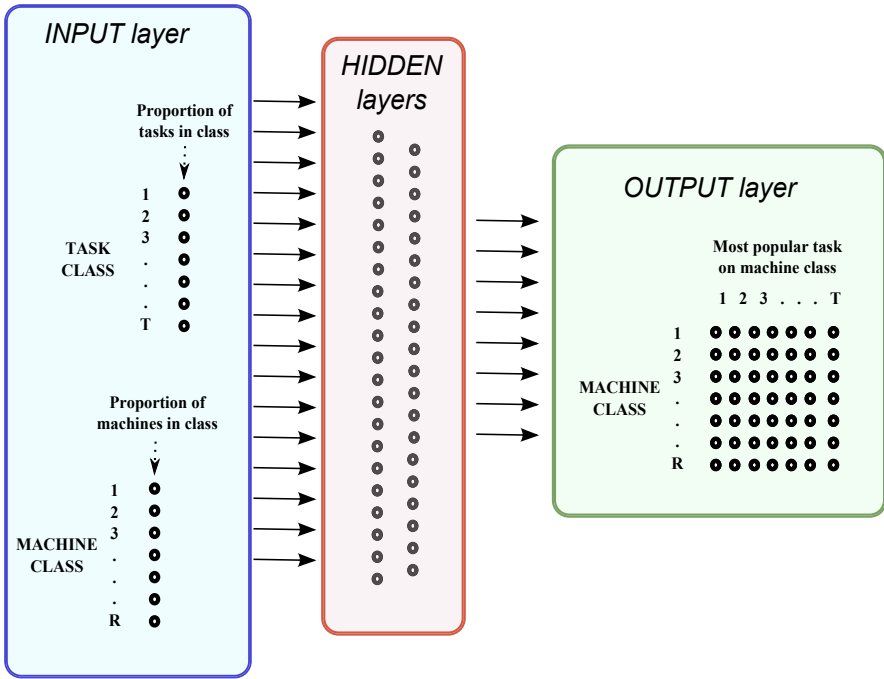 INPUT layer
Proportion of
tasks in class
1
2
3
.
.
.
T
TASK
CLASS
Proportion of
machines in class
1
2
3
.
.
.
R
MACHINE
CLASS
HIDDEN
layers
OUTPUT layer
Most popular task
on machine class
1 2 3 . . . T
1
2
3
.
.
.
R
MACHINE
CLASS